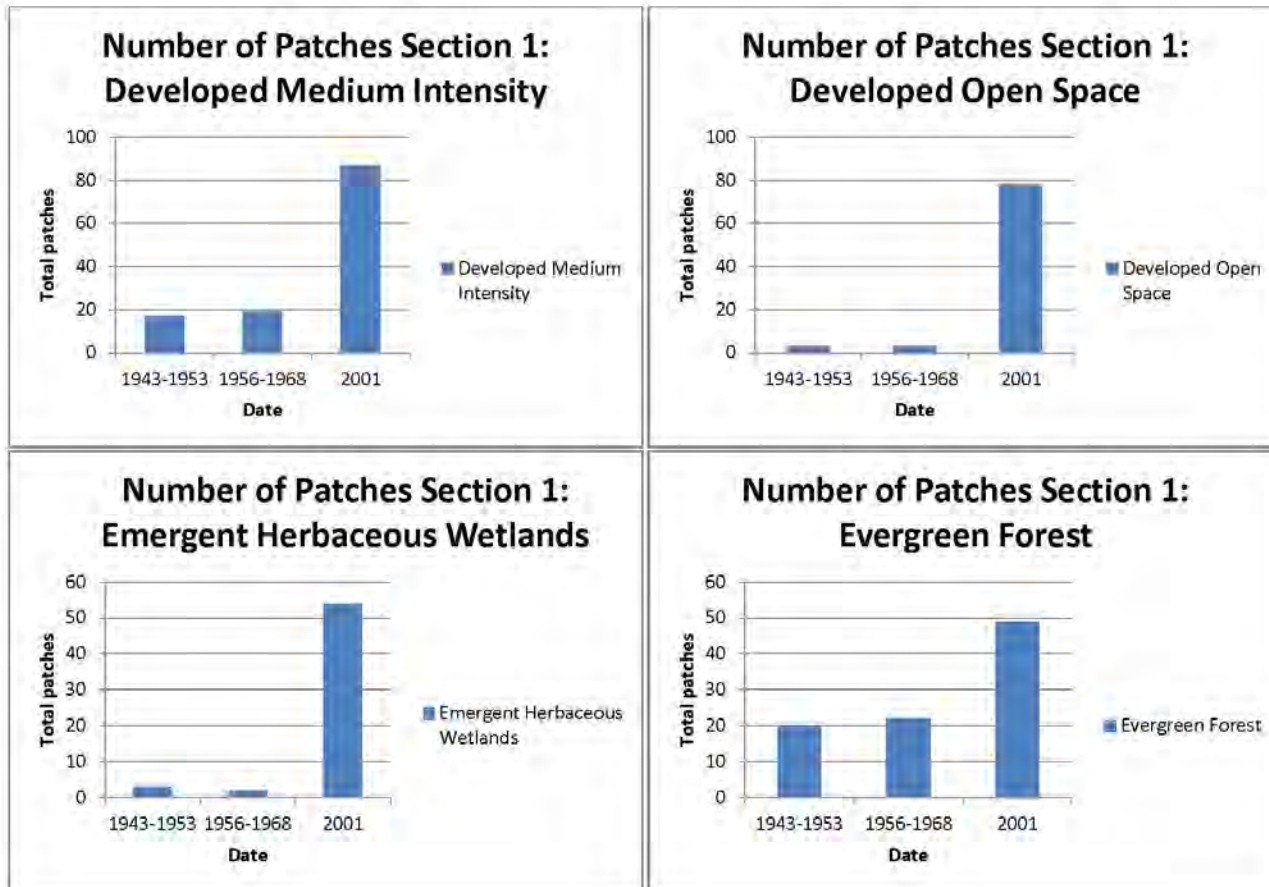 Number of Patches Section 1:
Developed Medium Intensity
100
80
60
40
20
0
Total patches
1943-1953
1956-1968
2001
Date
Developed Medium
Intensity
Number of Patches Section 1:
Developed Open Space
100
80
60
40
20
0
Total patches
1943-1953
1956-1968
2001
Date
Developed Open
Space
Number of Patches Section 1:
Emergent Herbaceous Wetlands
60
50
40
30
20
10
0
Total patches
1943-1953
1956-1968
2001
Date
Emergent Herbaceous
Wetlands
Number of Patches Section 1:
Evergreen Forest
60
50
40
30
20
10
0
Total patches
1943-1953
1956-1968
2001
Date
Evergreen Forest